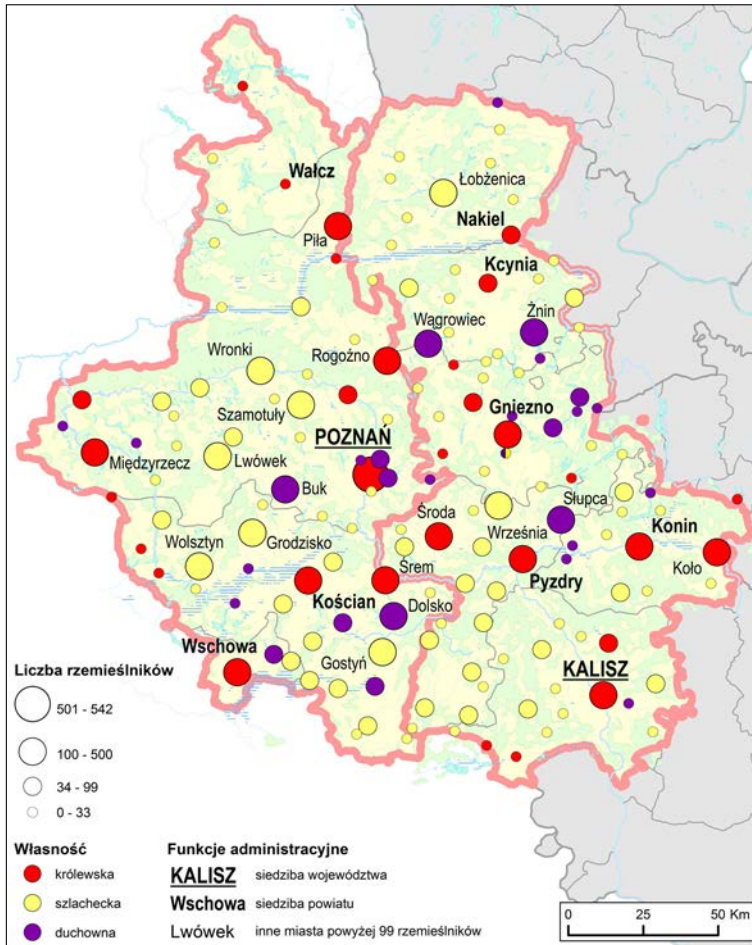 Wałcz
Łobżenica
Piła
Nakiel
Kcynia
Żnin
Wągrowiec
Wronki
Rogoźno
Szamotuły
Gniezno
POZNAŃ
Międzyrzecz
Lwówek
Buk
Słupca
Środa
Września
Konin
Wolsztyn
Grodzisko
Śrem
Pyzdry
Koło
Kościan
Dolsko
Wschowa
Gostyń
KALISZ
Liczba rzemieślników
501 - 542
100 - 500
34 - 99
0 - 33
Własność
królewska
szlachecka
duchowna
Funkcje administracyjne
KALISZ siedziba województwa
Wschowa siedziba powiatu
Lwówek inne miasta powyżej 99 rzemieślników
0 25 50 Km